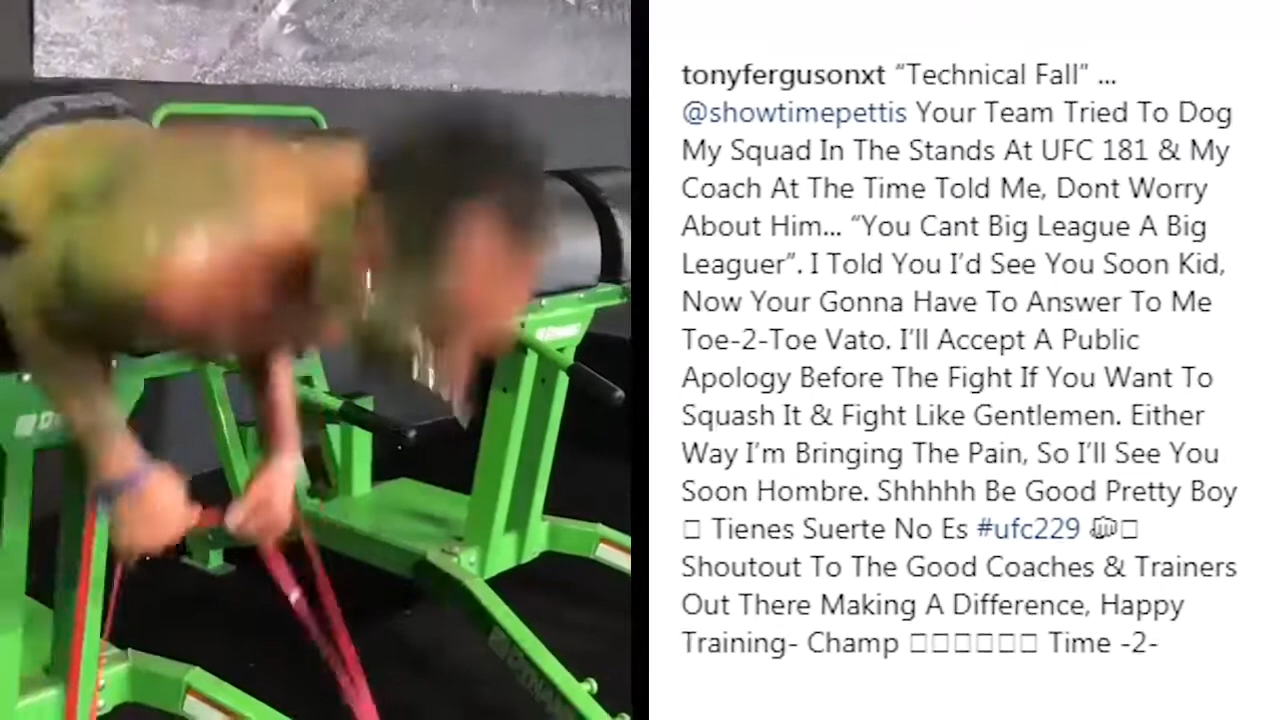 tonyfergusonxt “Technical Fall” ...
@showtimepettis Your Team Tried To Dog
My Squad In The Stands At UFC 181 & My
Coach At The Time Told Me, Dont Worry
About Him... “You Cant Big League A Big
Leaguer”. I Told You I’d See You Soon Kid,
Now Your Gonna Have To Answer To Me
Toe-2-Toe Vato. I’ll Accept A Public
Apology Before The Fight If You Want To
Squash It & Fight Like Gentlemen. Either
Way I’m Bringing The Pain, So I’ll See You
Soon Hombre. Shhhhh Be Good Pretty Boy
Tienes Suerte No Es #ufc229
Shoutout To The Good Coaches & Trainers
Out There Making A Difference, Happy
Training- Champ □□□□□□ Time -2-